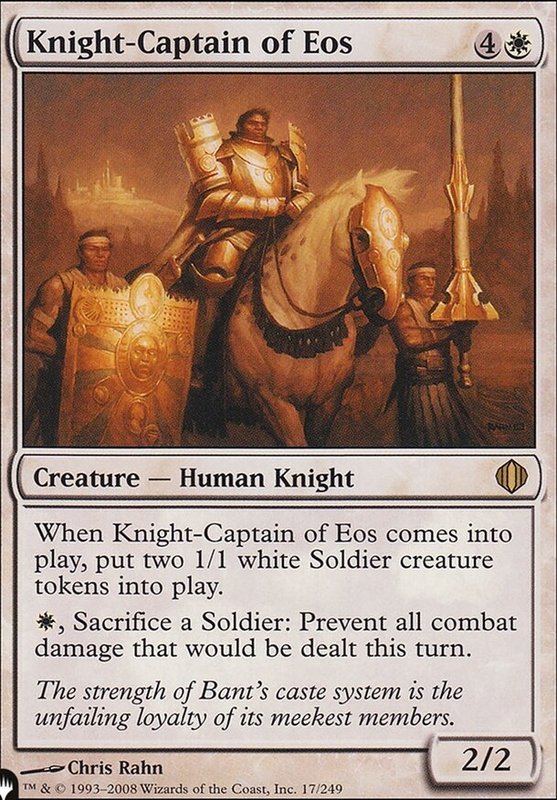 Knight-Captain of Eos
4
Creature — Human Knight
When Knight-Captain of Eos comes into
play, put two 1/1 white Soldier creature
tokens into play.
, Sacrifice a Soldier: Prevent all combat
damage that would be dealt this turn.
The strength of Bant's caste system is the
unfailing loyalty of its meekest members.
2/2
Chris Rahn
™ & © 1993–2008 Wizards of the Coast, Inc. 17/249